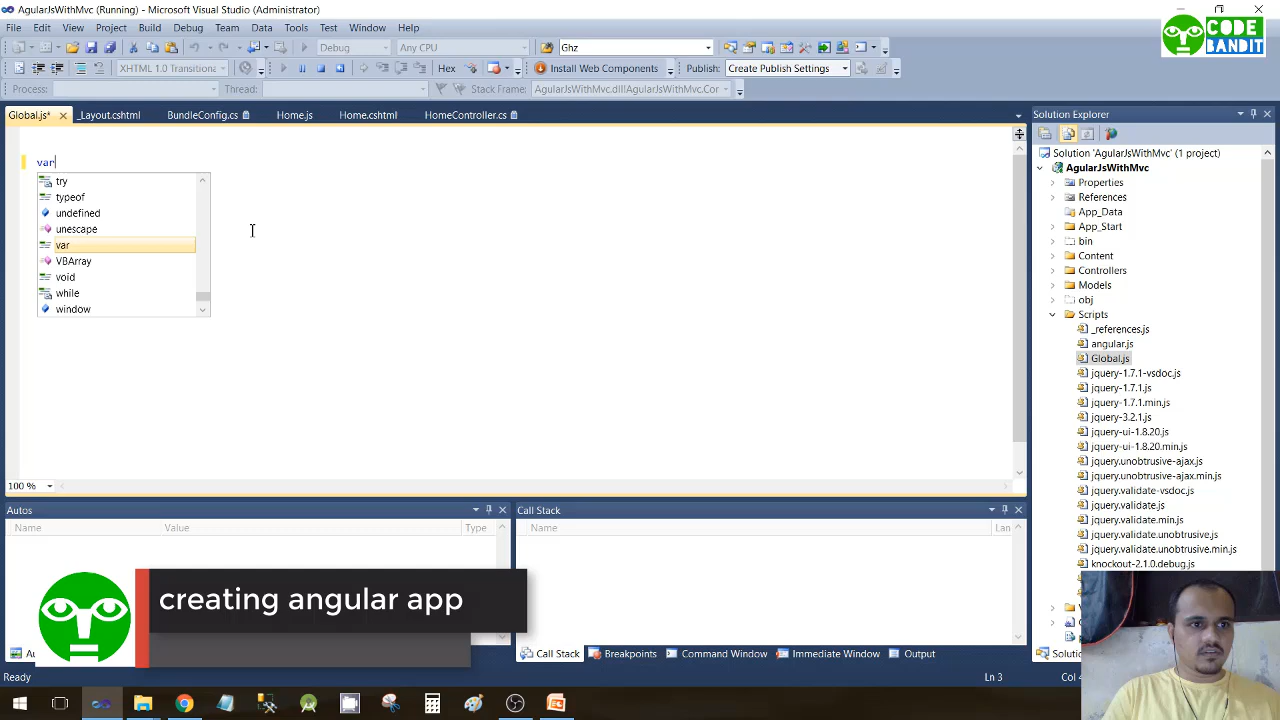 AgularJsWithMvc (Running) - Microsoft Visual Studio (Administrator)
CODE
BANDIT
File Edit View Project Build Debug Team Data Tools Test Window Help
Debug Any CPU Ghz
XHTML 1.0 Transitiona Hex Install Web Components Publish: Create Publish Settings
Process: Thread: Stack Frame: AgularJsWithMvc.dll!AgularJsWithMvc.Cor
Global.js* _Layout.cshtml BundleConfig.cs Home.js Home.cshtml HomeController.cs
var
try
typeof
undefined
unescape
var
VBArray
void
while
window
100 %
Solution Explorer
Solution 'AgularJsWithMvc' (1 project)
AgularJsWithMvc
Properties
References
App_Data
App_Start
bin
Content
Controllers
Models
obj
Scripts
_references.js
angular.js
Global.js
jquery-1.7.1-vsdoc.js
jquery-1.7.1.js
jquery-1.7.1.min.js
jquery-3.2.1.js
jquery-ui-1.8.20.js
jquery-ui-1.8.20.min.js
jquery.unobtrusive-ajax.js
jquery.unobtrusive-ajax.min.js
jquery.validate-vsdoc.js
jquery.validate.js
jquery.validate.min.js
jquery.validate.unobtrusive.js
jquery.validate.unobtrusive.min.js
knockout-2.1.0.debug.js
Autos
Name Value Type
Call Stack
Name Lan
creating angular app
Call Stack Breakpoints Command Window Immediate Window Output
Ready Ln 3